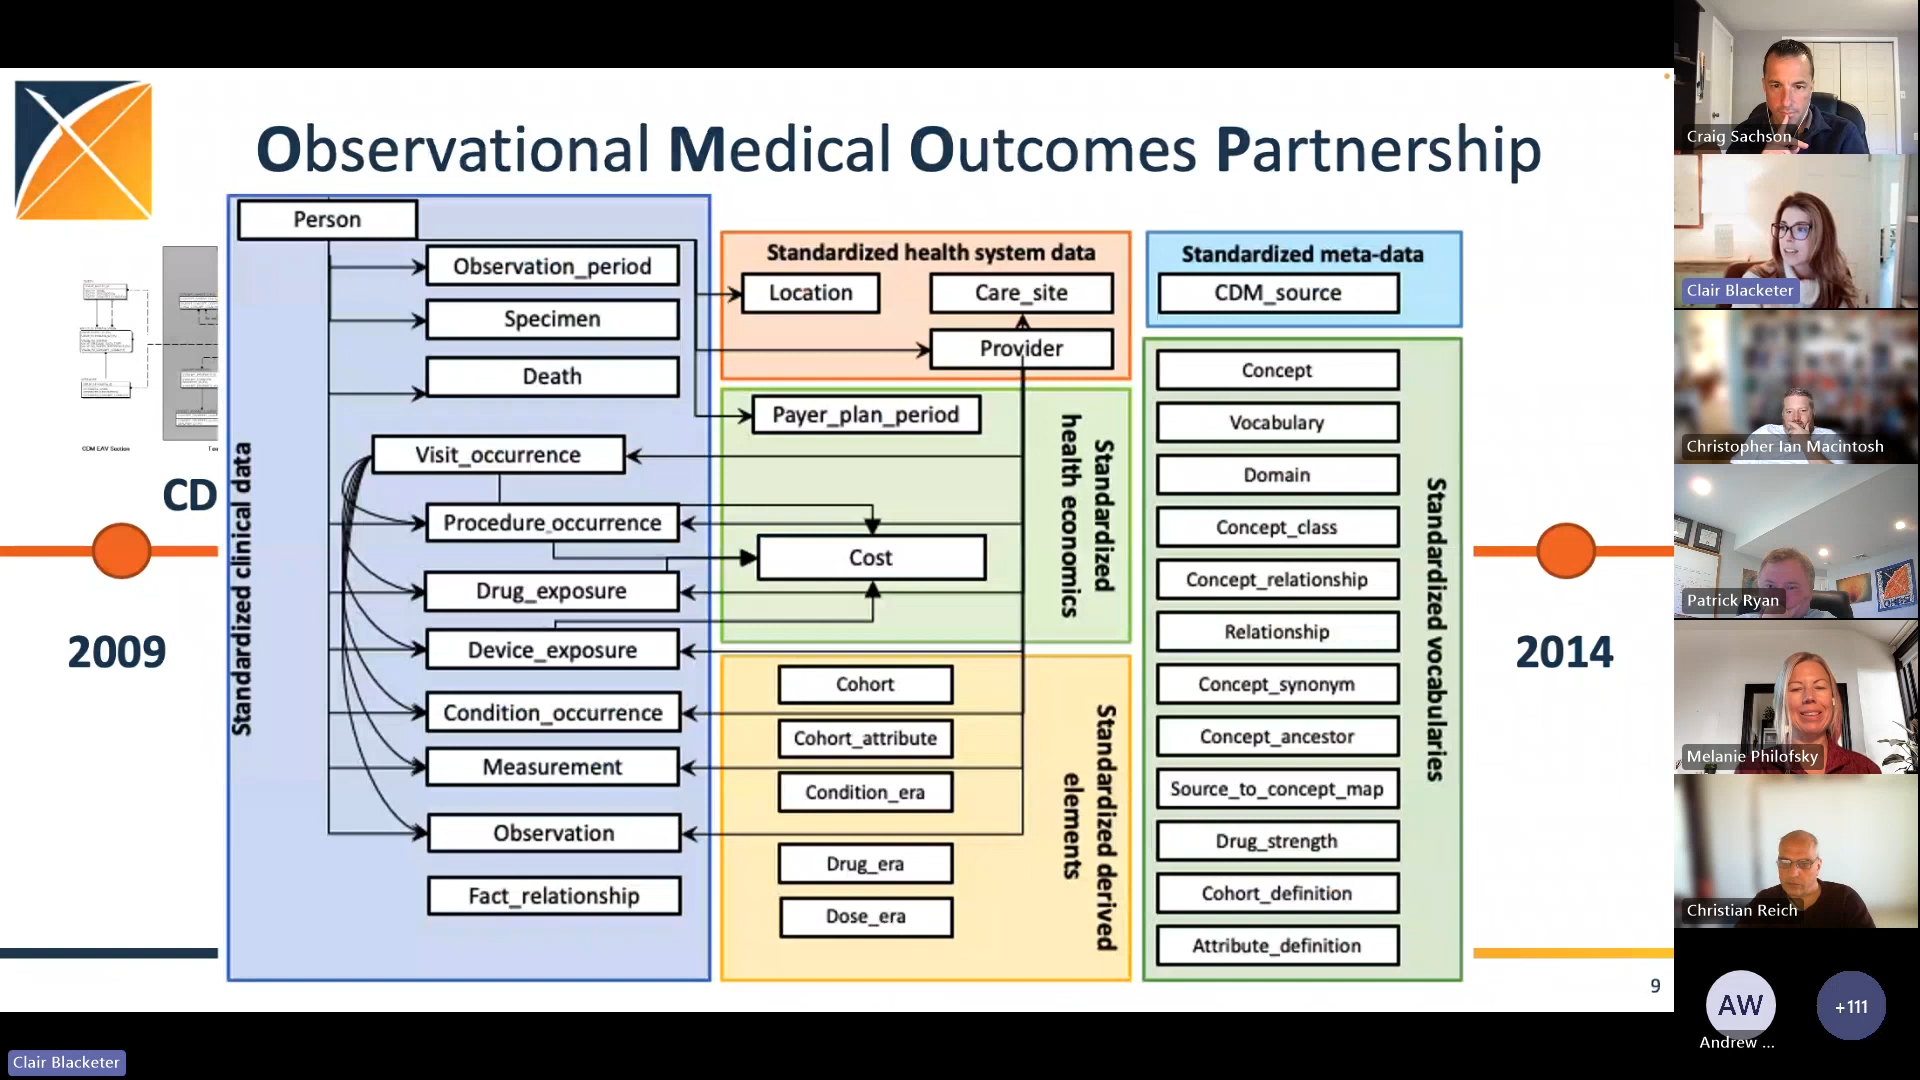 Observational Medical Outcomes Partnership
Person
Observation_period
Specimen
Death
Visit_occurrence
Procedure_occurrence
Drug_exposure
Device_exposure
Condition_occurrence
Measurement
Observation
Fact_relationship
Standardized clinical data
Standardized health system data
Location
Care_site
Provider
Payer_plan_period
Cost
Standardized
health economics
Cohort
Cohort_attribute
Condition_era
Drug_era
Dose_era
Standardized derived
elements
Standardized meta-data
CDM_source
Concept
Vocabulary
Domain
Concept_class
Concept_relationship
Relationship
Concept_synonym
Concept_ancestor
Source_to_concept_map
Drug_strength
Cohort_definition
Attribute_definition
Standardized vocabularies
CDM EAV Section
CD
2009
2014
9
Craig Sachson
Clair Blacketer
Christopher Ian Macintosh
Patrick Ryan
Melanie Philofsky
Christian Reich
AW
+111
Andrew ...
Clair Blacketer